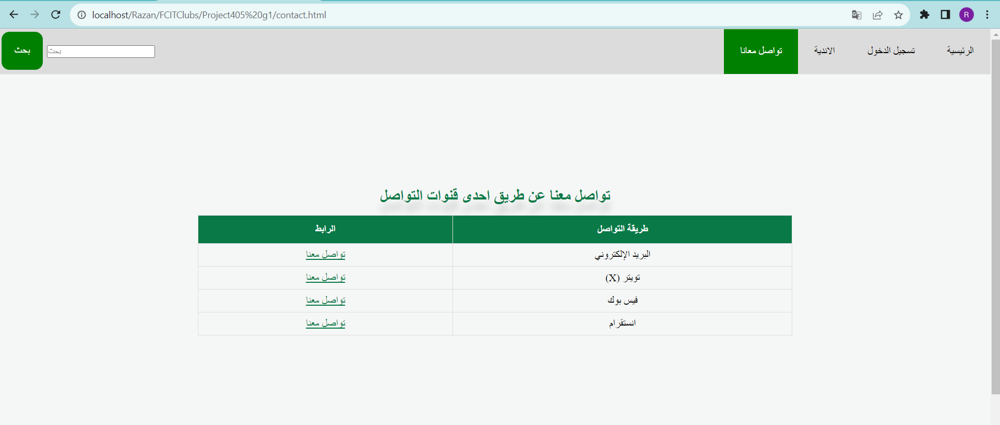 localhost/Razan/FCITClubs/Project405%20g1/contact.html
R
الرئيسية
تسجيل الدخول
الاندية
تواصل معانا
بحث
بحث
تواصل معنا عن طريق احدى قنوات التواصل
طريقة التواصل الرابط
البريد الإلكتروني تواصل معنا
تويتر (X) تواصل معنا
فيس بوك تواصل معنا
انستقرام تواصل معنا